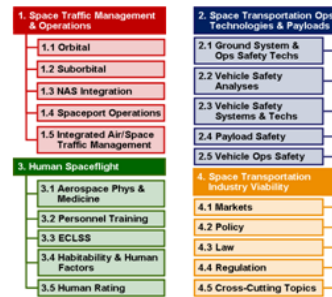 1. Space Traffic Management
& Operations
1.1 Orbital
1.2 Suborbital
1.3 NAS Integration
1.4 Spaceport Operations
1.5 Integrated Air/Space
Traffic Management
2. Space Transportation Ops
Technologies & Payloads
2.1 Ground System &
Ops Safety Techs
2.2 Vehicle Safety
Analyses
2.3 Vehicle Safety
Systems & Techs
2.4 Payload Safety
2.5 Vehicle Ops Safety
3. Human Spaceflight
3.1 Aerospace Phys &
Medicine
3.2 Personnel Training
3.3 ECLSS
3.4 Habitability & Human
Factors
3.5 Human Rating
4. Space Transportation
Industry Viability
4.1 Markets
4.2 Policy
4.3 Law
4.4 Regulation
4.5 Cross-Cutting Topics